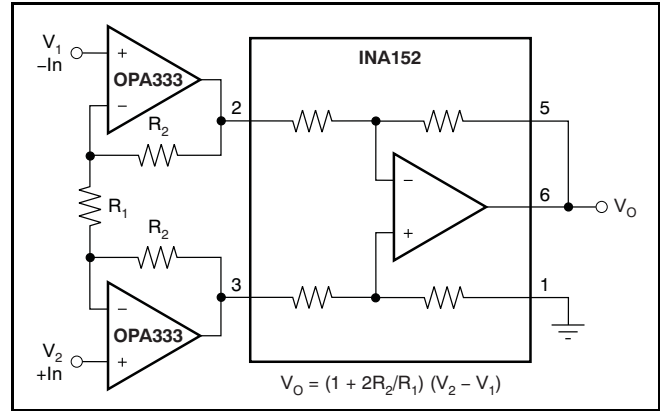 V1
−In
OPA333
R2
R1
R2
OPA333
V2
+In
INA152
2
5
6
VO
3
1
VO = (1 + 2R2/R1) (V2 − V1)
+
−
−
+
−
+